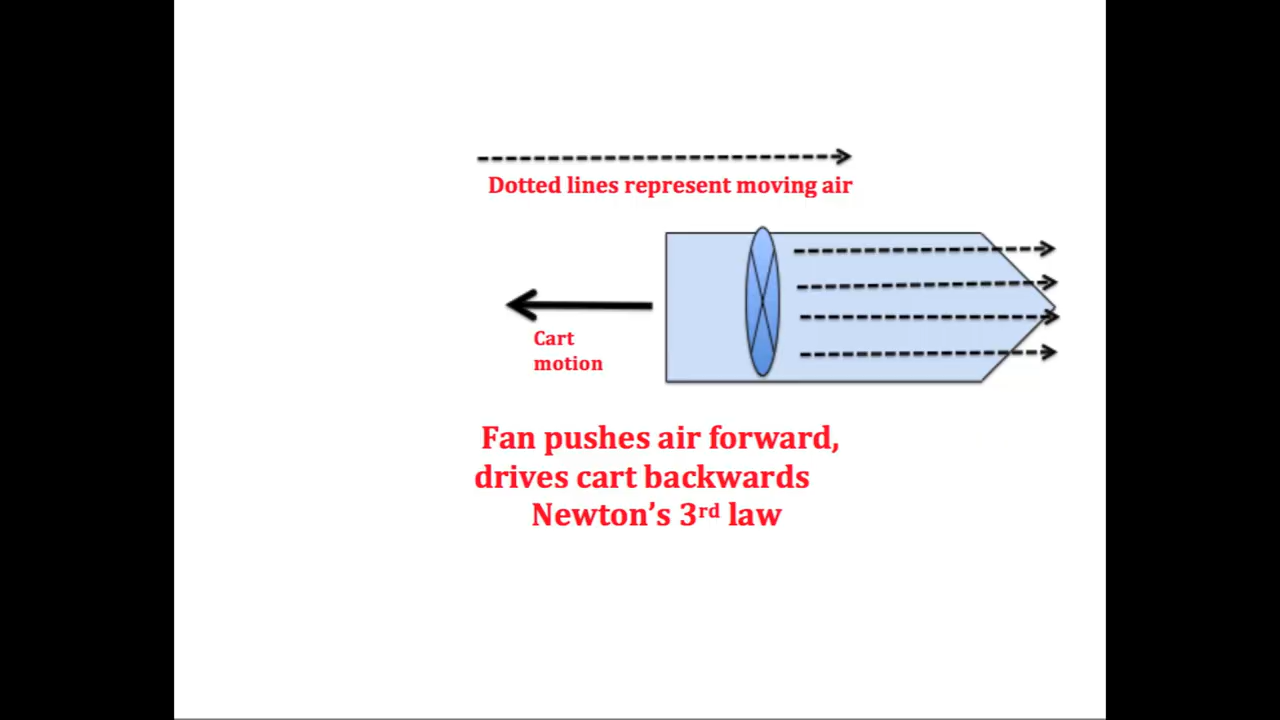 Dotted lines represent moving air
Cart
motion
Fan pushes air forward,
drives cart backwards
Newton’s 3rd law